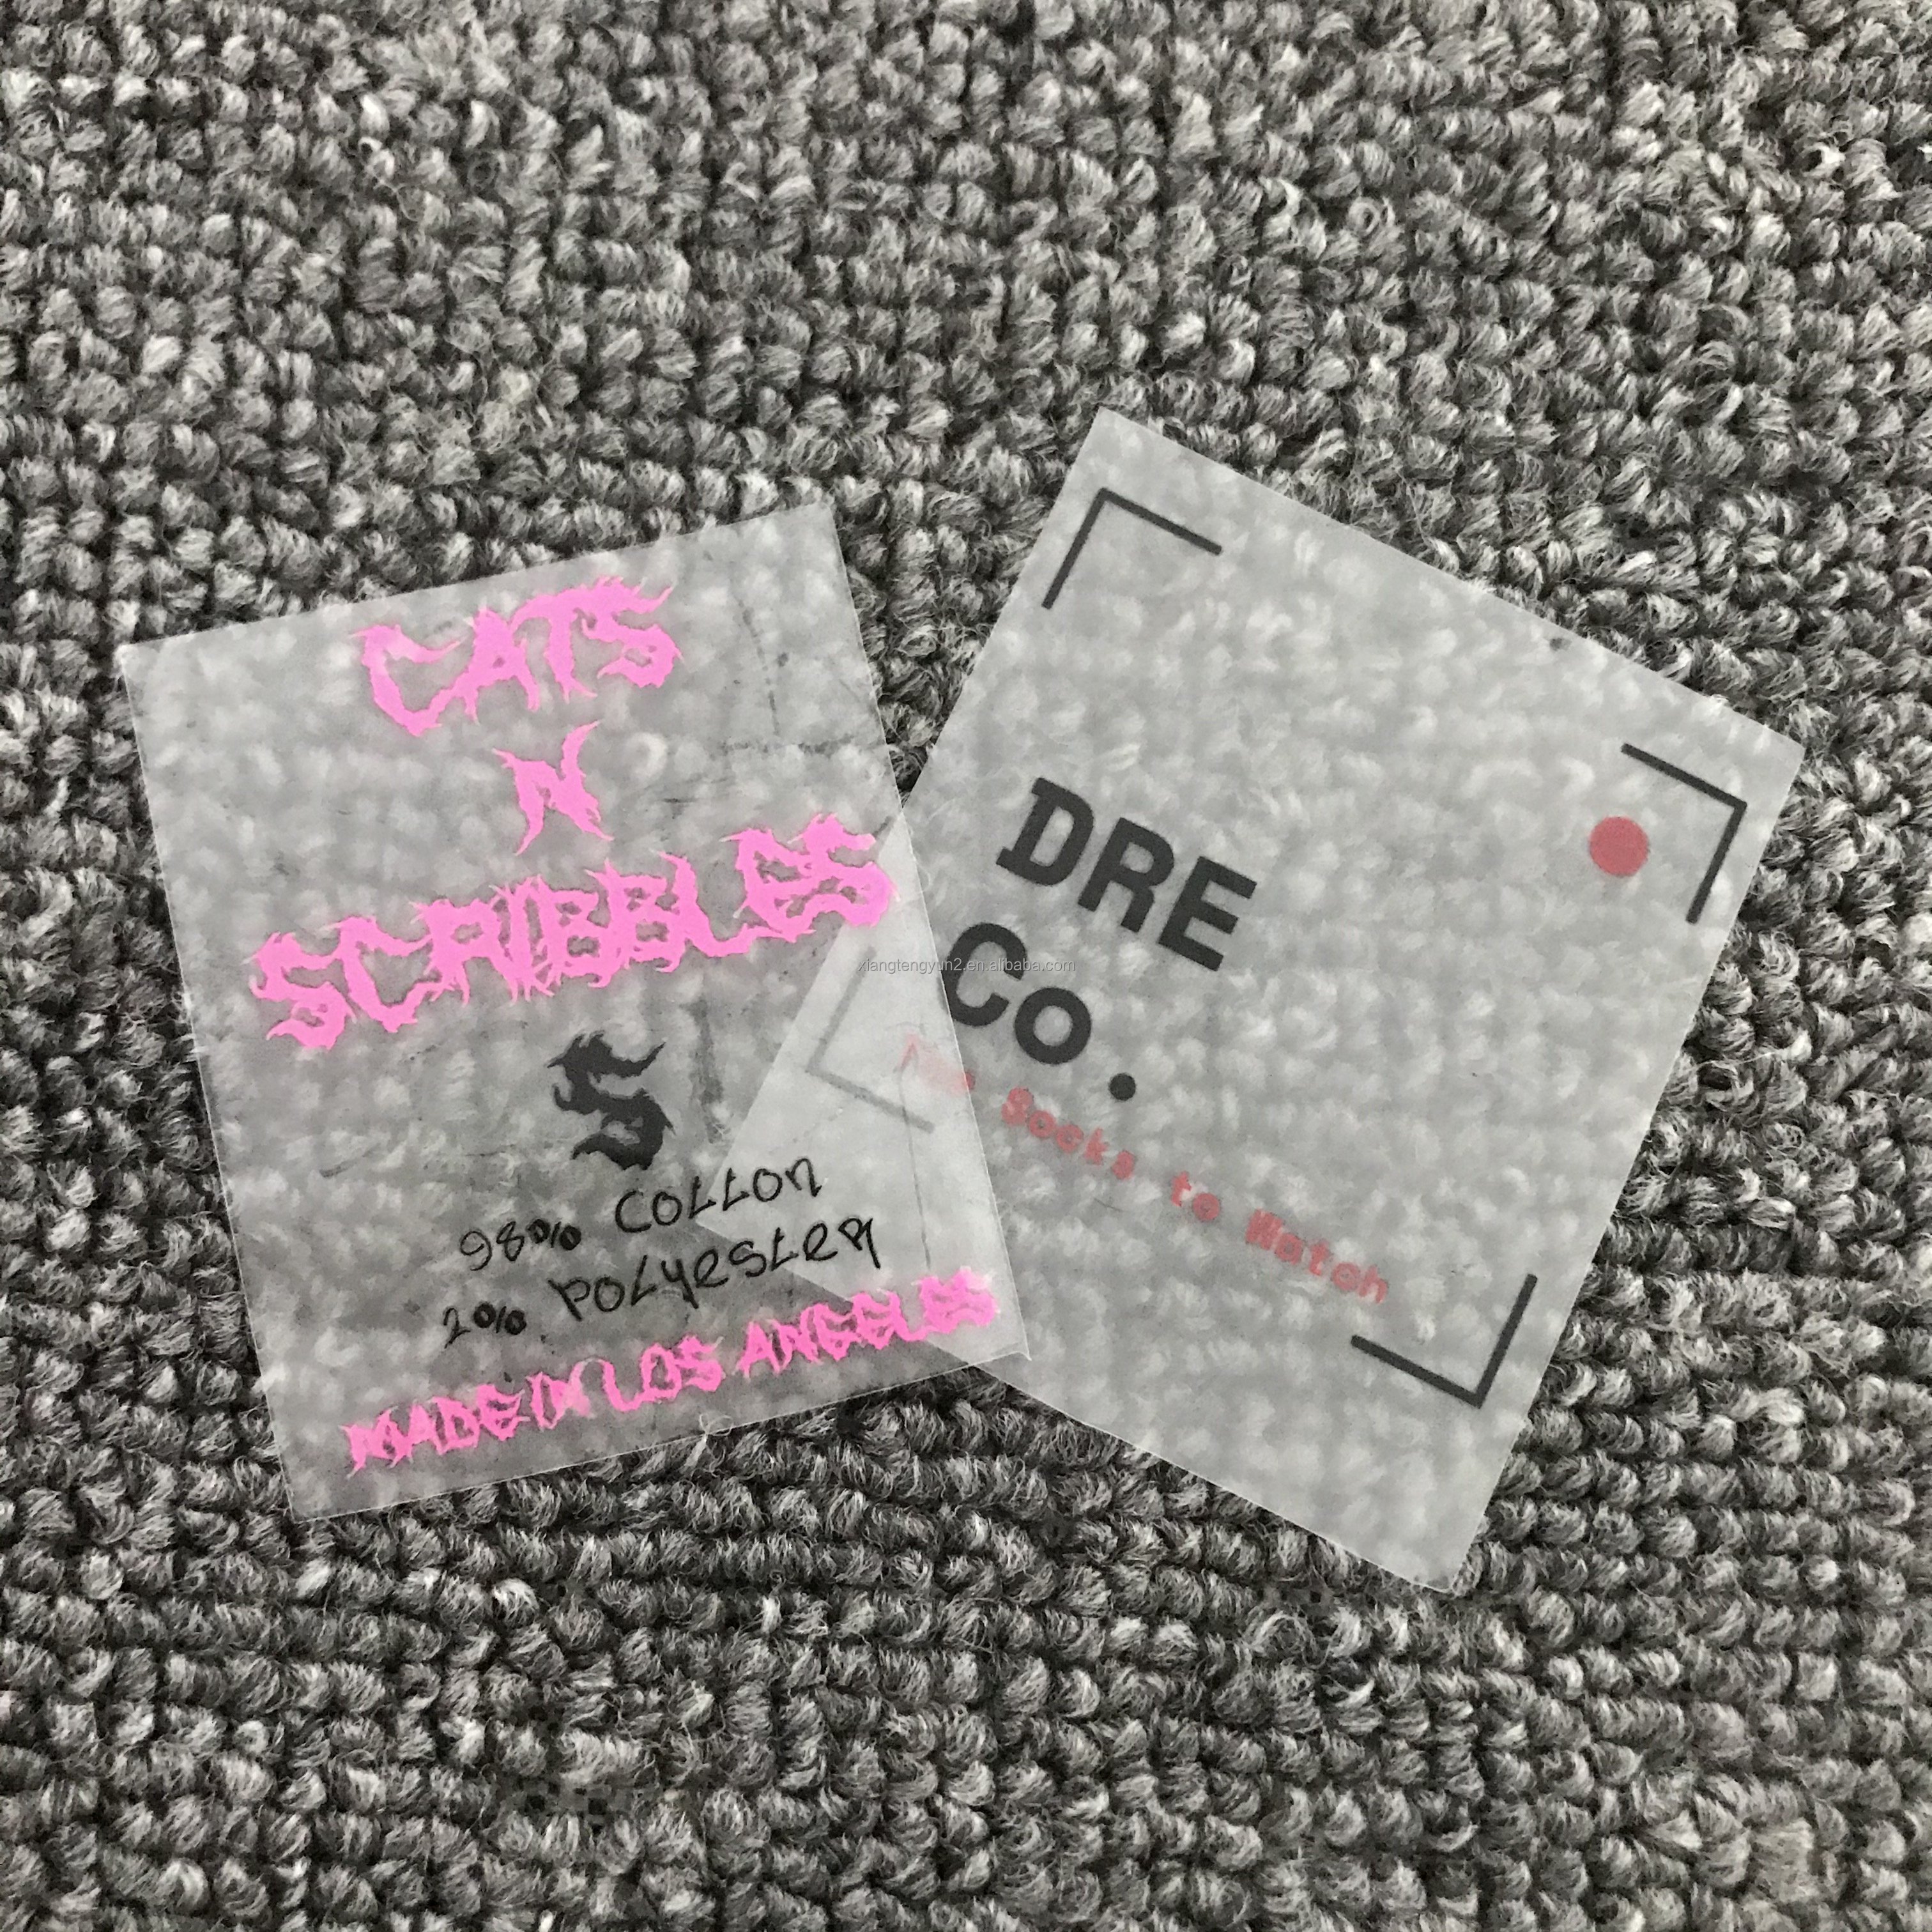 CATS
N
SCRIBBLES
S
98% COTTON
2% POLYESTER
MADE IN LOS ANGELES
DRE
Co.
Socks to Watch
xiangtengyun2.en.alibaba.com